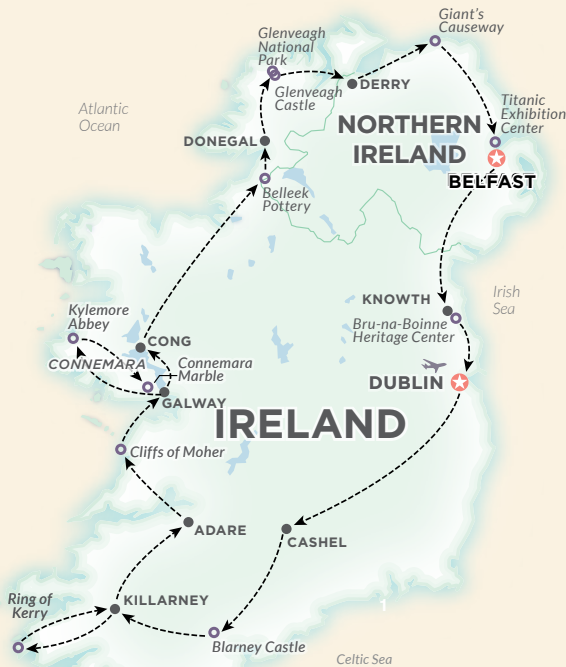 Giant's
Causeway
Glenveagh
National
Park
Glenveagh
Castle
DERRY
Atlantic
Ocean
Titanic
Exhibition
Center
NORTHERN
IRELAND
DONEGAL
BELFAST
Belleek
Pottery
Irish
Sea
KNOWTH
Bru-na-Boinne
Heritage Center
Kylemore
Abbey
CONG
CONNEMARA
Connemara
Marble
DUBLIN
GALWAY
IRELAND
Cliffs of Moher
ADARE
CASHEL
Ring of
Kerry
KILLARNEY
1
Blarney Castle
Celtic Sea